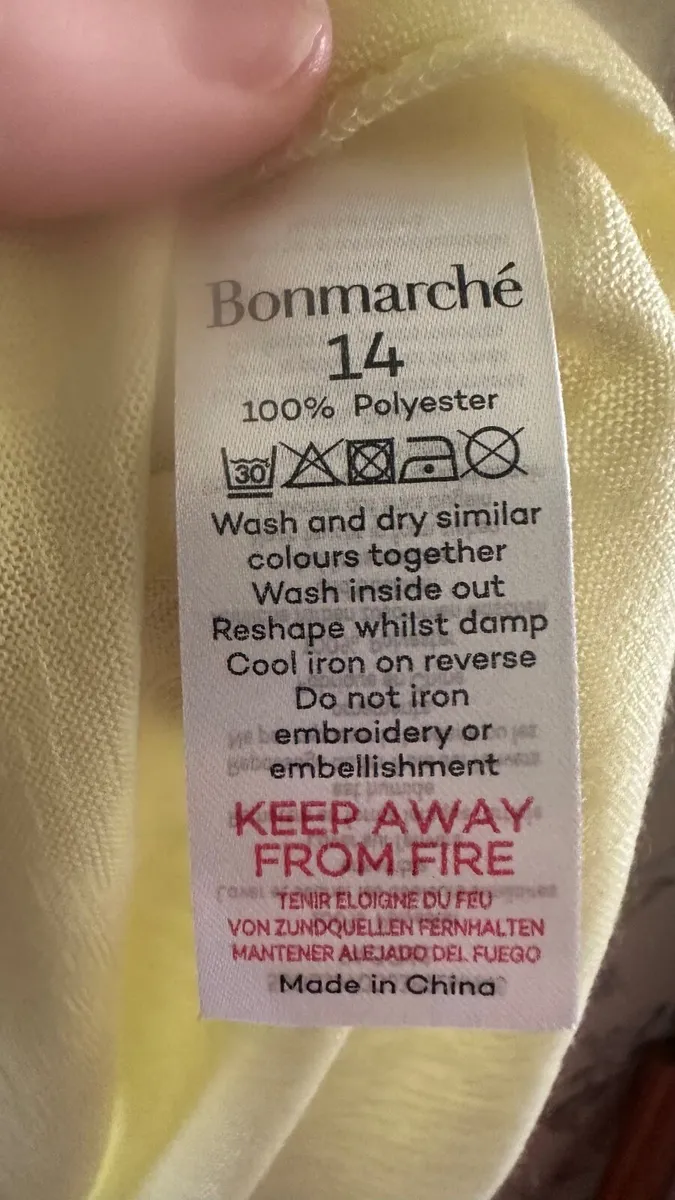 Bonmarché
14
100% Polyester
30
Wash and dry similar
colours together
Wash inside out
Reshape whilst damp
Cool iron on reverse
Do not iron
embroidery or
embellishment
KEEP AWAY
FROM FIRE
TENIR ELOIGNE DU FEU
VON ZUNDQUELLEN FERNHALTEN
MANTENER ALEJADO DEL FUEGO
Made in China